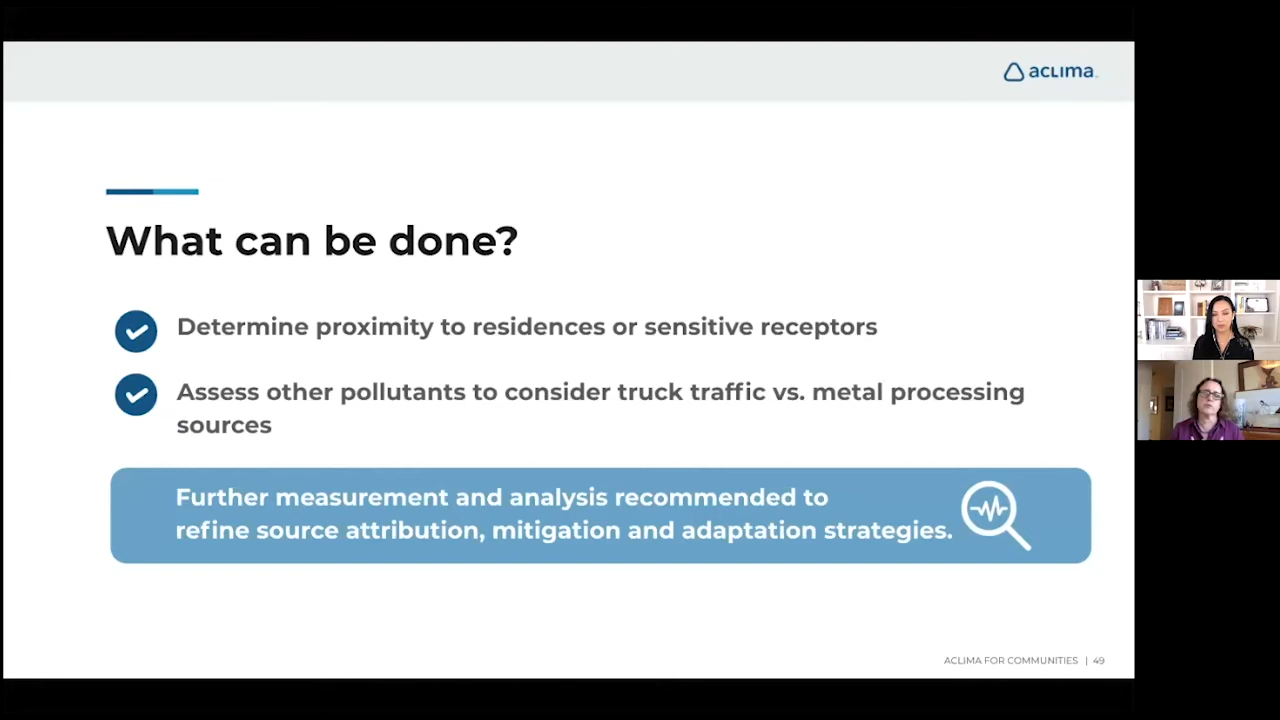 aclima
What can be done?
Determine proximity to residences or sensitive receptors
Assess other pollutants to consider truck traffic vs. metal processing
sources
Further measurement and analysis recommended to
refine source attribution, mitigation and adaptation strategies.
ACLIMA FOR COMMUNITIES | 49